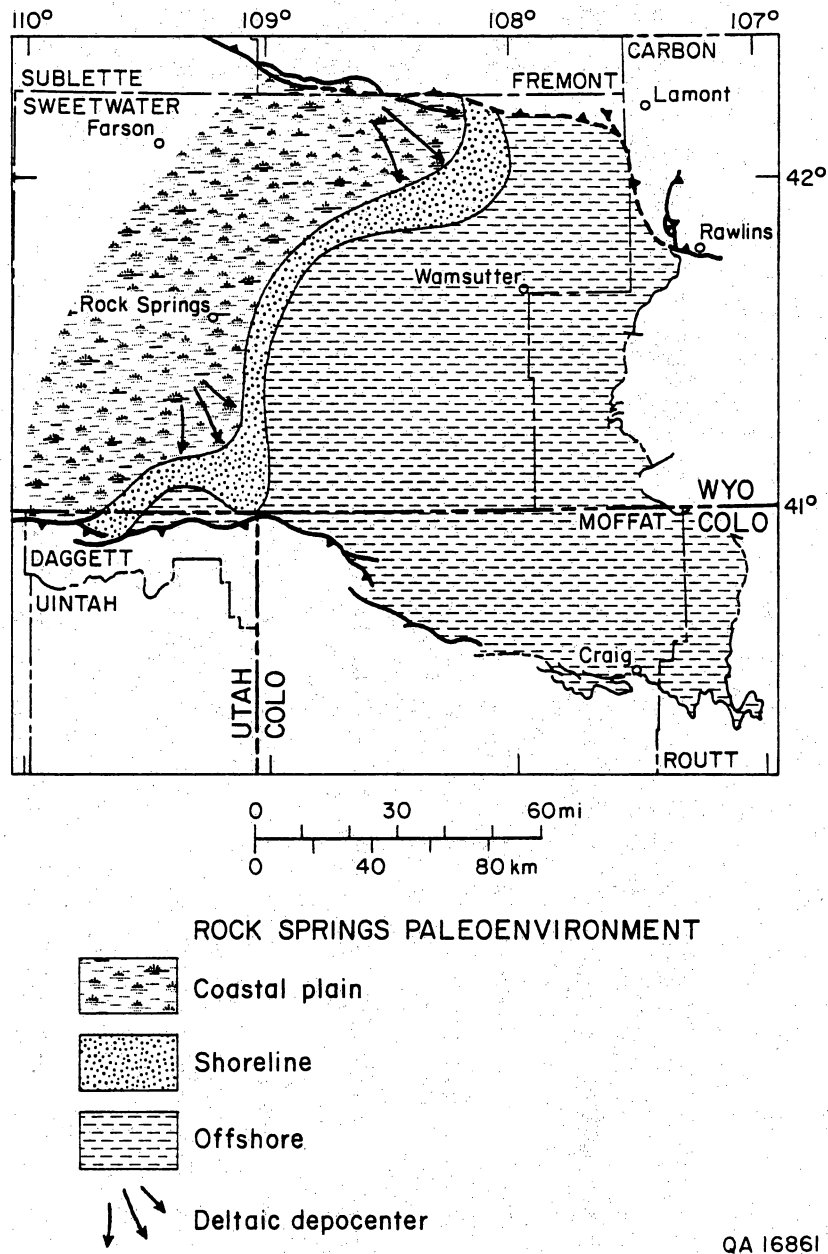 110° 109° 108° 107°
CARBON
SUBLETTE FREMONT
SWEETWATER Lamont
Farson
42°
Rawlins
Wamsutter
Rock Springs
WYO
41°
MOFFAT COLO
DAGGETT
UINTAH
Craig
UTAH
COLO
ROUTT
0 30 60 mi
0 40 80 km
ROCK SPRINGS PALEOENVIRONMENT
Coastal plain
Shoreline
Offshore
Deltaic depocenter
QA 16861